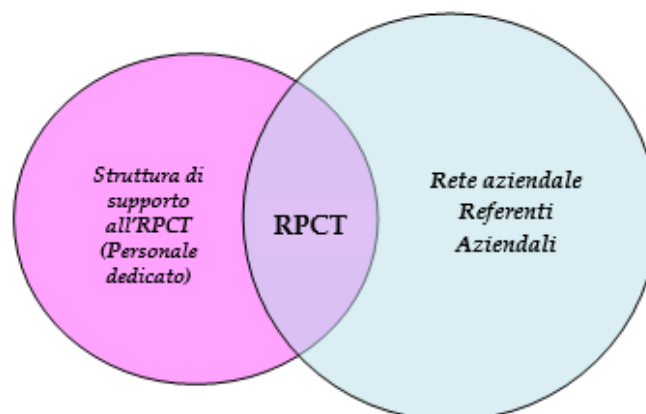 Struttura di
supporto
all'RPCT
(Personale
dedicato)
RPCT
Rete aziendale
Referenti
Aziendali